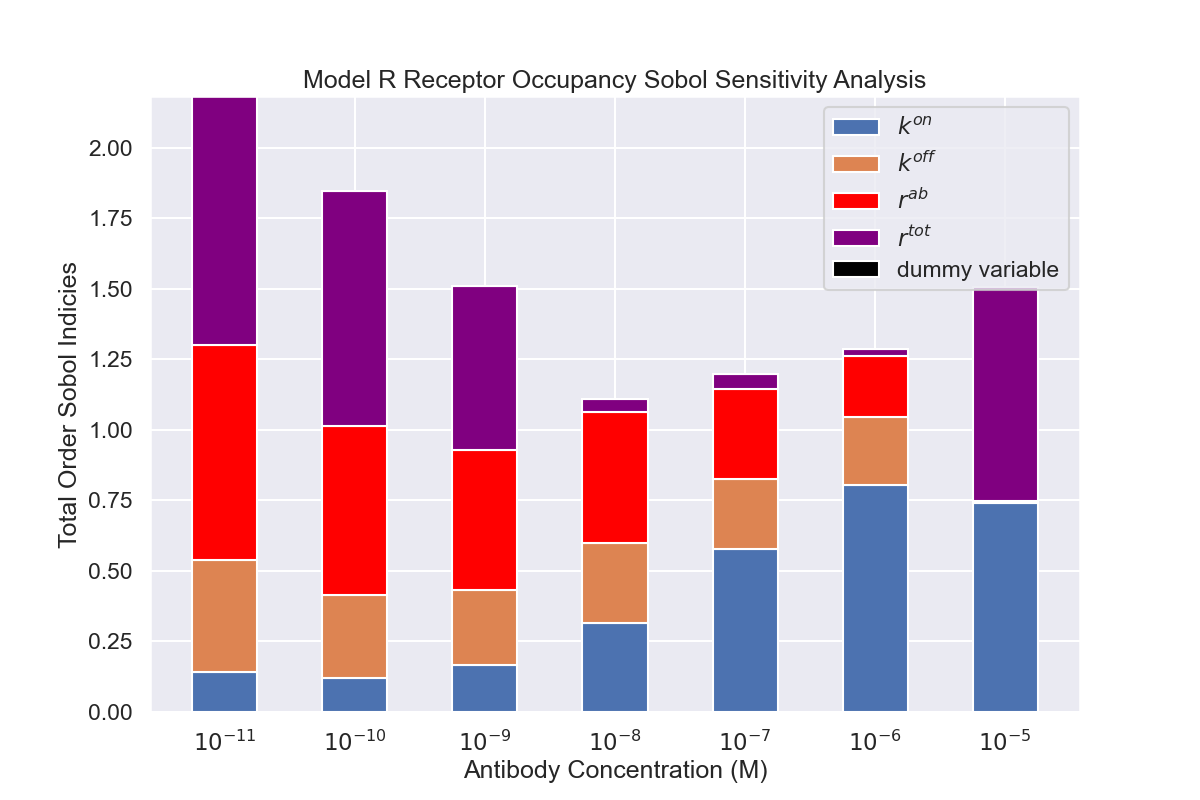 Model R Receptor Occupancy Sobol Sensitivity Analysis
Total Order Sobol Indicies
2.00
1.75
1.50
1.25
1.00
0.75
0.50
0.25
0.00
k^{on}
k^{off}
r^{ab}
r^{tot}
dummy variable
10^{-11} 10^{-10} 10^{-9} 10^{-8} 10^{-7} 10^{-6} 10^{-5}
Antibody Concentration (M)